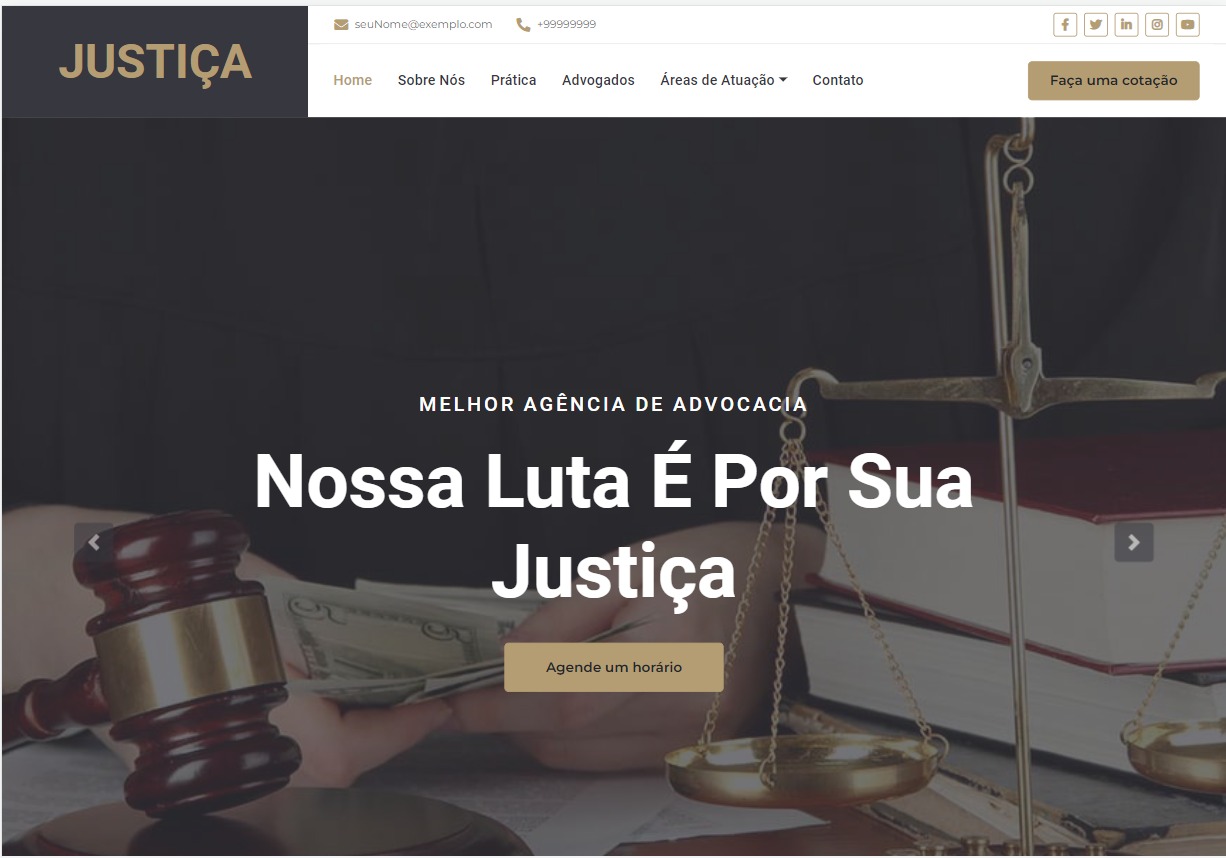 JUSTIÇA
seuNome@exemplo.com +99999999
Home Sobre Nós Prática Advogados Áreas de Atuação Contato
Faça uma cotação
MELHOR AGÊNCIA DE ADVOCACIA
Nossa Luta É Por Sua
Justiça
Agende um horário